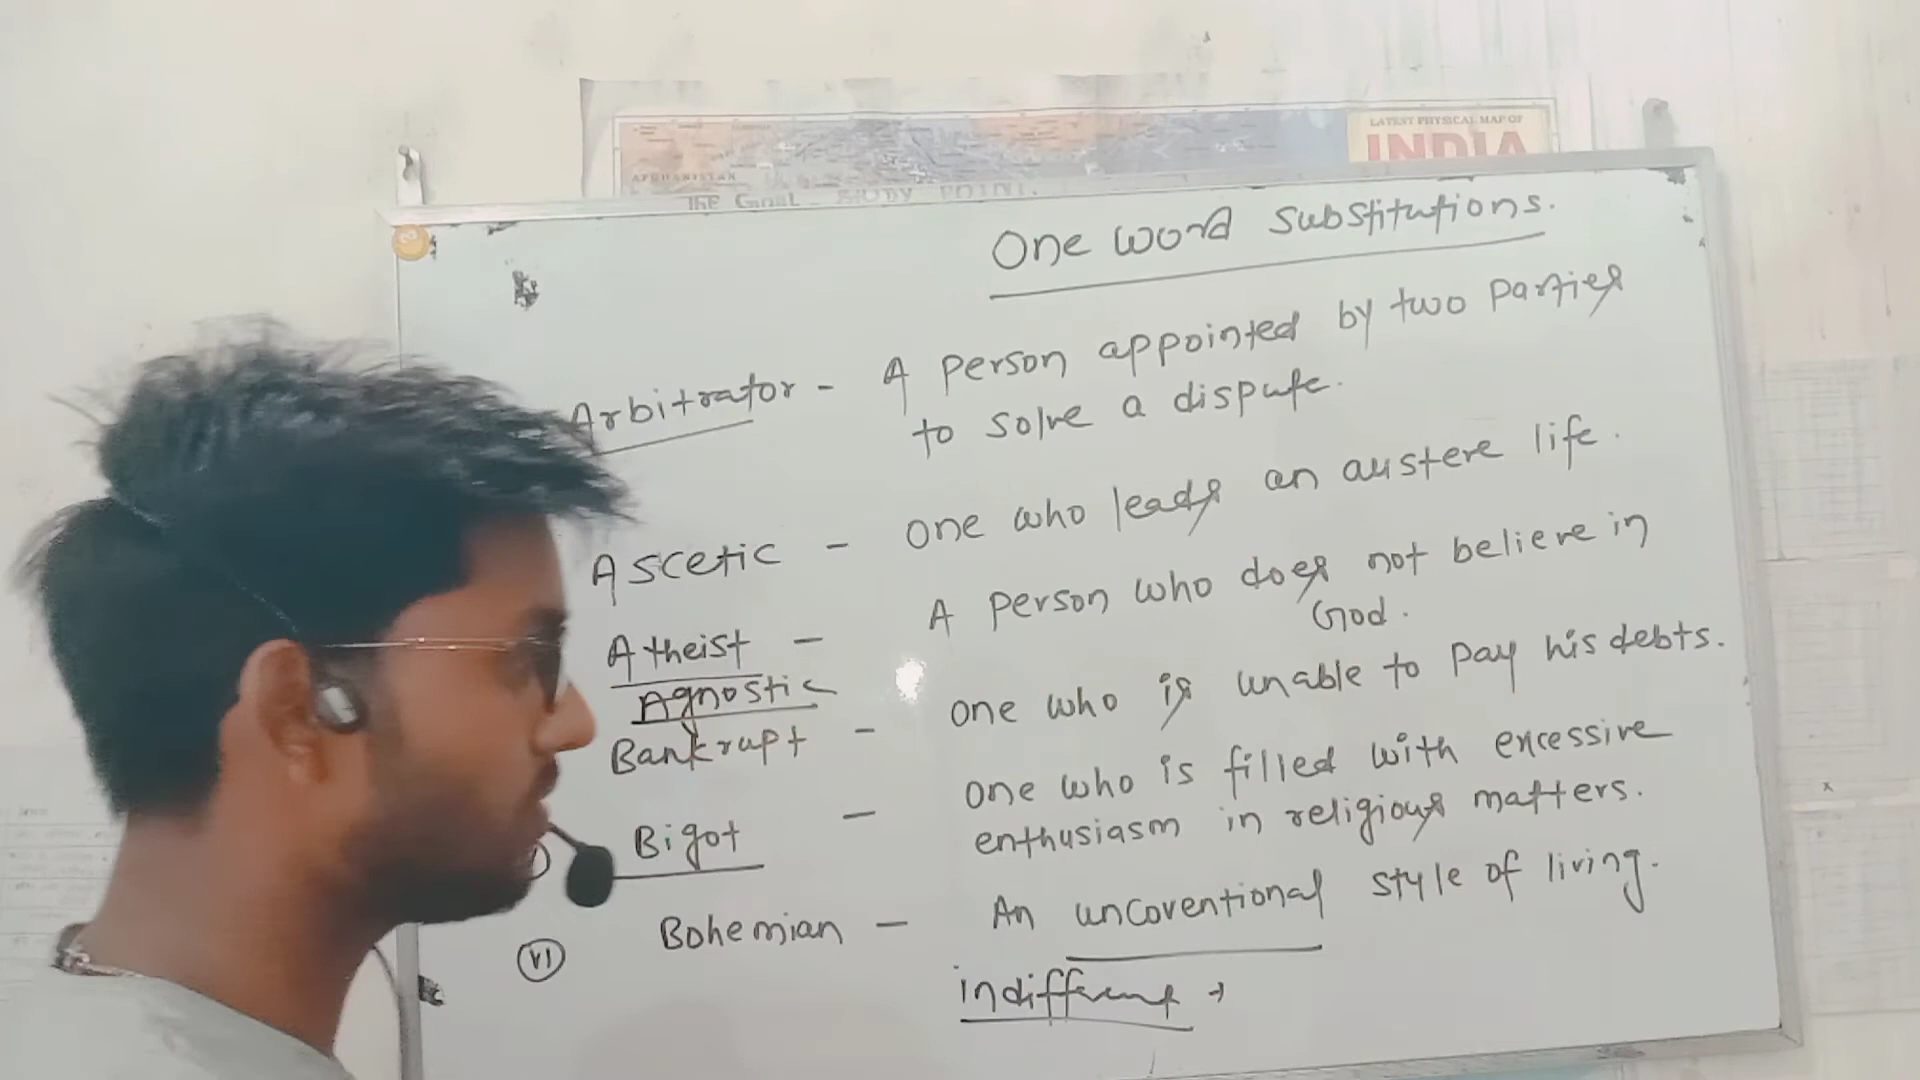 LATEST PHYSICAL MAP OF
INDIA
AFGHANISTAN
THE GOAL STUDY POINT.
One word Substitutions.
Arbitrator - A person appointed by two parties
to solve a dispute.
Ascetic - One who leads an austere life.
Atheist - A person who does not believe in
God.
Agnostic
Bankrupt - One who is unable to pay his debts.
Bigot - One who is filled with excessive
enthusiasm in religious matters.
(vi) Bohemian - An uncoventional style of living.
indifferent →